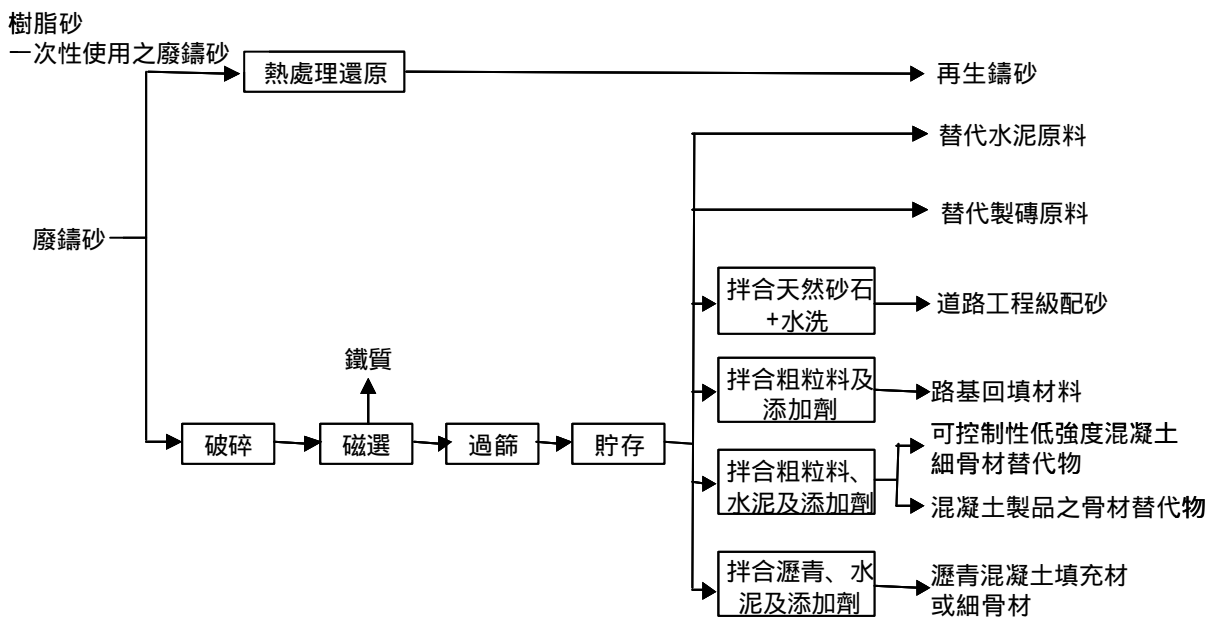 樹脂砂
一次性使用之廢鑄砂
熱處理還原
再生鑄砂
替代水泥原料
替代製磚原料
廢鑄砂
拌合天然砂石
+水洗
道路工程級配砂
鐵質
拌合粗粒料及
添加劑
路基回填材料
破碎
磁選
過篩
貯存
拌合粗粒料、
水泥及添加劑
可控制性低強度混凝土
細骨材替代物
混凝土製品之骨材替代物
拌合瀝青、水
泥及添加劑
瀝青混凝土填充材
或細骨材